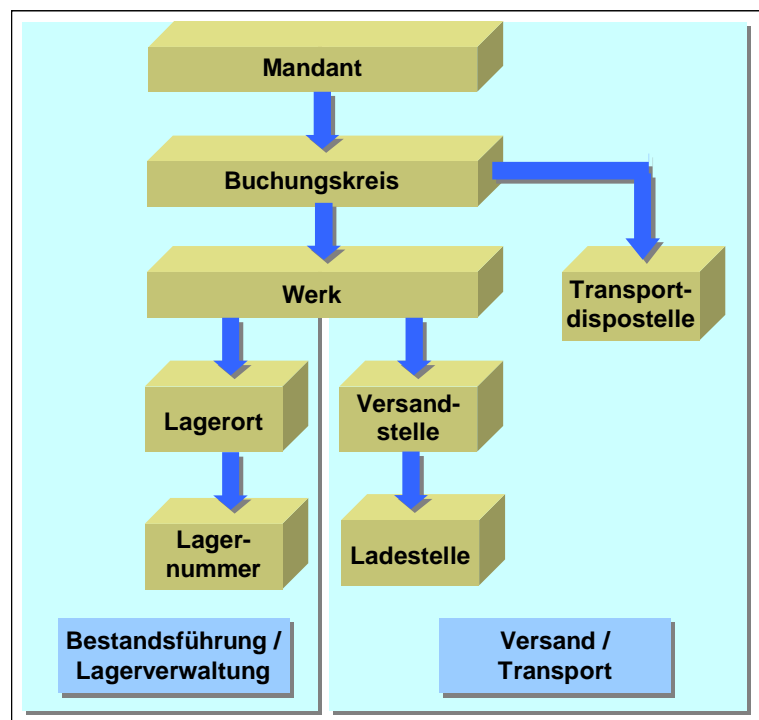 Mandant
Buchungskreis
Werk
Transport-
dispostelle
Lagerort
Versand-
stelle
Lager-
nummer
Ladestelle
Bestandsführung /
Lagerverwaltung
Versand /
Transport